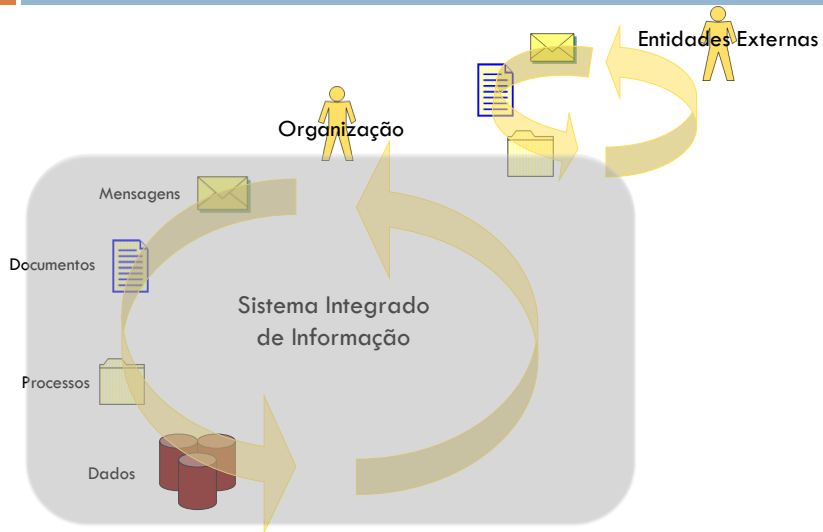 Entidades Externas
Organização
Mensagens
Documentos
Sistema Integrado
de Informação
Processos
Dados